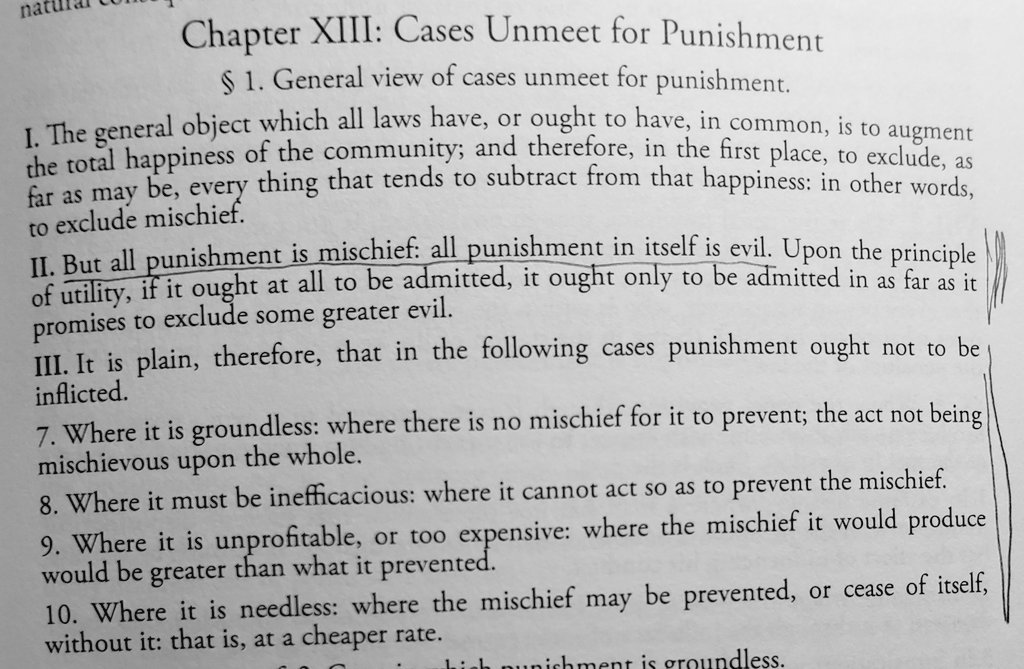 natural
Chapter XIII: Cases Unmeet for Punishment
§ 1. General view of cases unmeet for punishment.
I. The general object which all laws have, or ought to have, in common, is to augment
the total happiness of the community; and therefore, in the first place, to exclude, as
far as may be, every thing that tends to subtract from that happiness: in other words,
to exclude mischief.
II. But all punishment is mischief: all punishment in itself is evil. Upon the principle
of utility, if it ought at all to be admitted, it ought only to be admitted in as far as it
promises to exclude some greater evil.
III. It is plain, therefore, that in the following cases punishment ought not to be
inflicted.
7. Where it is groundless: where there is no mischief for it to prevent; the act not being
mischievous upon the whole.
8. Where it must be inefficacious: where it cannot act so as to prevent the mischief.
9. Where it is unprofitable, or too expensive: where the mischief it would produce
would be greater than what it prevented.
10. Where it is needless: where the mischief may be prevented, or cease of itself,
without it: that is, at a cheaper rate.
which punishment is groundless.